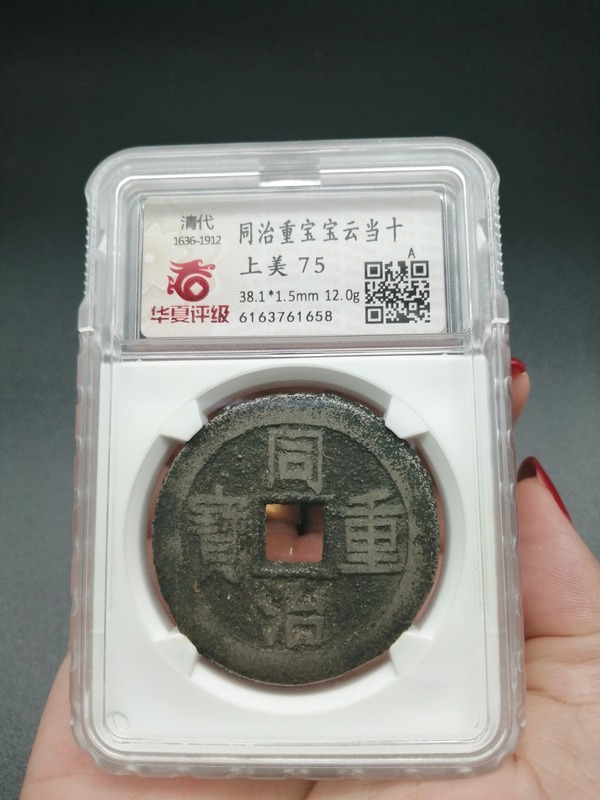 清代
1636-1912
华夏评级
同治重宝宝云当十
上美 75
A
38.1*1.5mm 12.0g
6163761658
同
重
寶
治